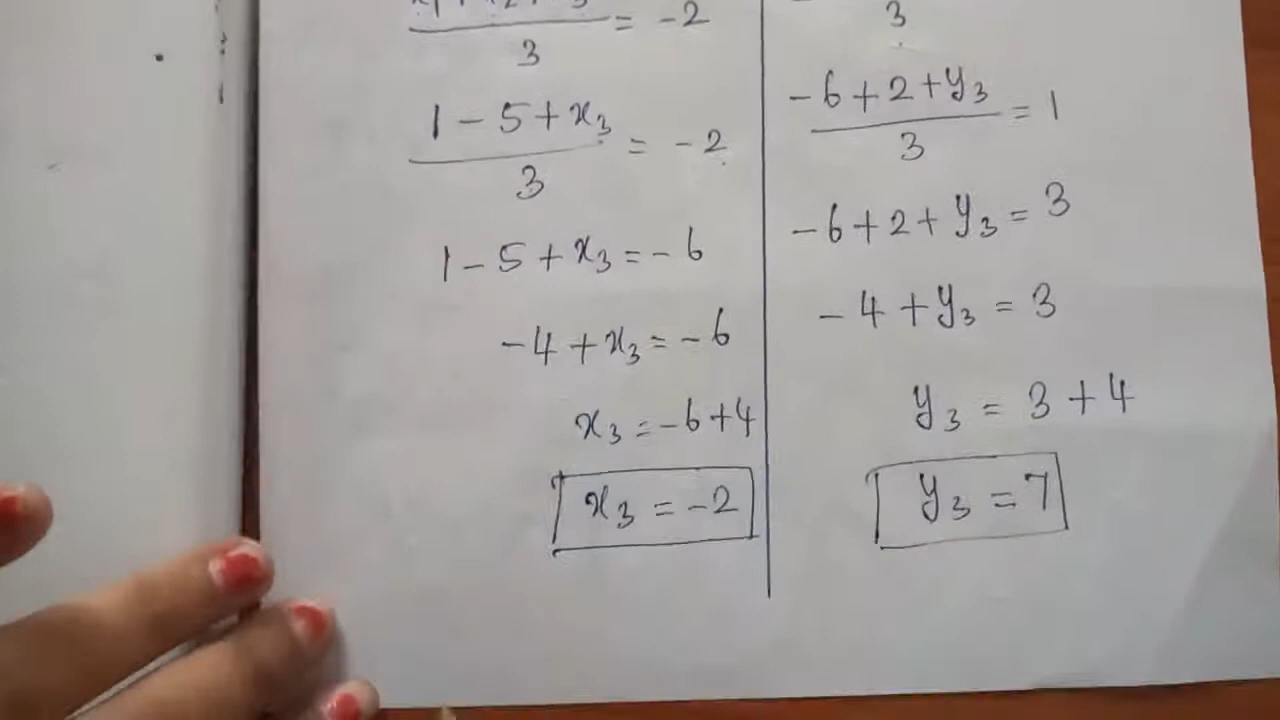 3 = -2
1 - 5 + x₃
3 = -2
1 - 5 + x₃ = -6
-4 + x₃ = -6
x₃ = -6 + 4
x₃ = -2
3
-6 + 2 + y₃
3 = 1
-6 + 2 + y₃ = 3
-4 + y₃ = 3
y₃ = 3 + 4
y₃ = 7